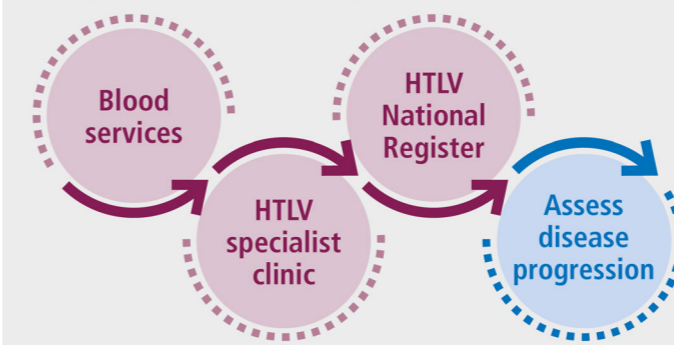 Blood
services
HTLV
specialist
clinic
HTLV
National
Register
Assess
disease
progression